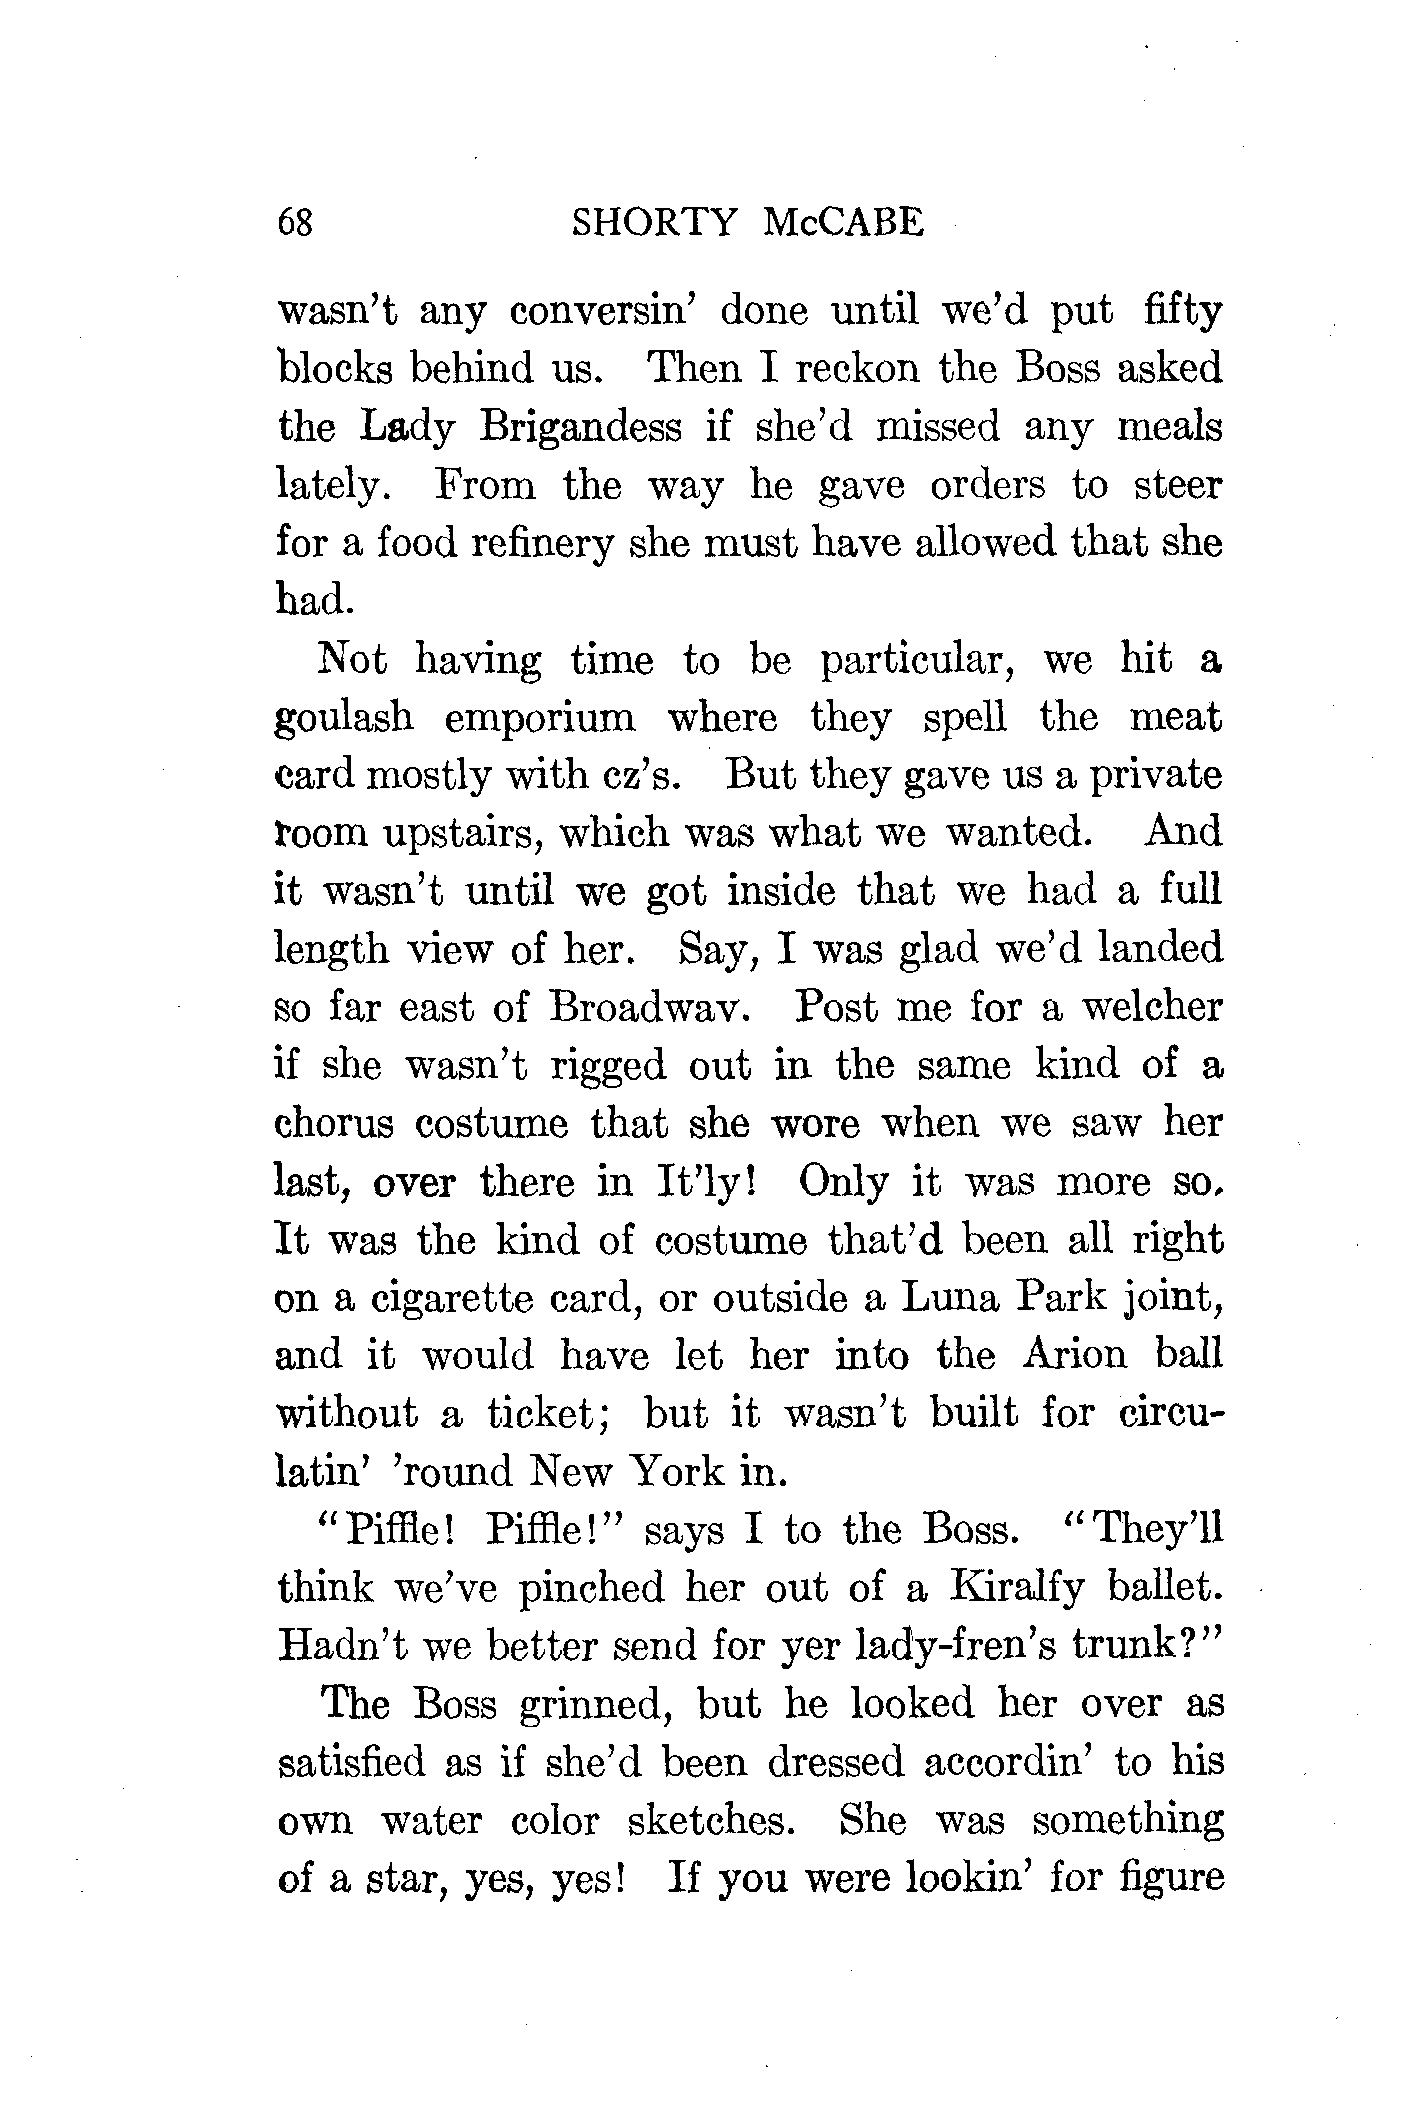 68 SHORTY McCABE
wasn't any conversin' done until we'd put fifty
blocks behind us. Then I reckon the Boss asked
the Lady Brigandess if she'd missed any meals
lately. From the way he gave orders to steer
for a food refinery she must have allowed that she
had.
Not having time to be particular, we hit a
goulash emporium where they spell the meat
card mostly with cz's. But they gave us a private
room upstairs, which was what we wanted. And
it wasn't until we got inside that we had a full
length view of her. Say, I was glad we'd landed
so far east of Broadway. Post me for a welcher
if she wasn't rigged out in the same kind of a
chorus costume that she wore when we saw her
last, over there in It'ly! Only it was more so.
It was the kind of costume that'd been all right
on a cigarette card, or outside a Luna Park joint,
and it would have let her into the Arion ball
without a ticket; but it wasn't built for circu-
latin' 'round New York in.
"Piffle! Piffle!" says I to the Boss. "They'll
think we've pinched her out of a Kiralfy ballet.
Hadn't we better send for yer lady-fren's trunk?"
The Boss grinned, but he looked her over as
satisfied as if she'd been dressed accordin' to his
own water color sketches. She was something
of a star, yes, yes! If you were lookin' for figure